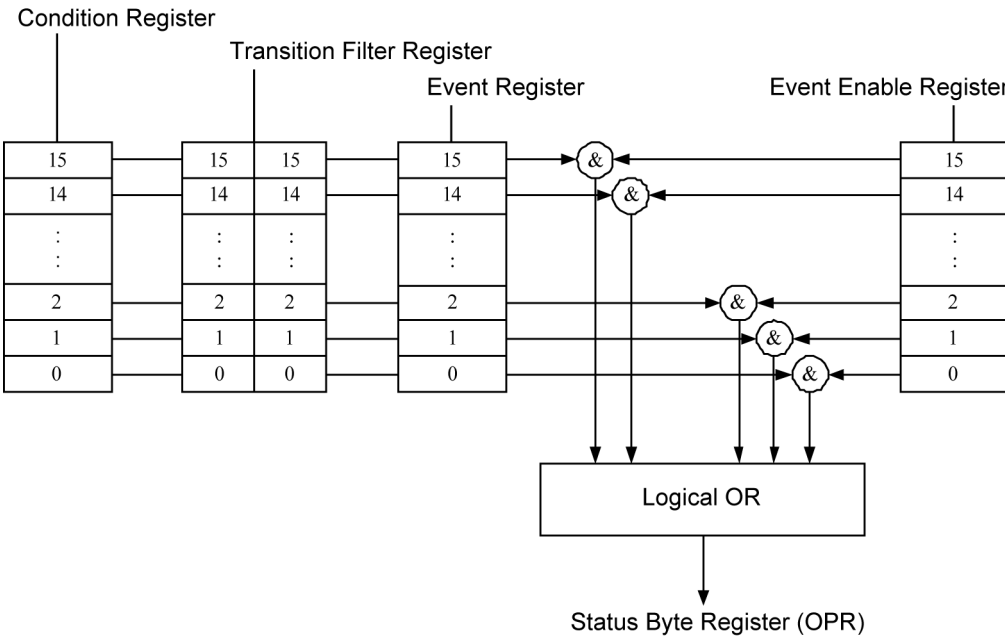 Condition Register
Transition Filter Register
Event Register
Event Enable Register
15 15 15 15 & 15
14 14 14 14 & 14
: : : : :
: : : : :
2 2 2 2 & 2
1 1 1 1 & 1
0 0 0 0 & 0
Logical OR
Status Byte Register (OPR)